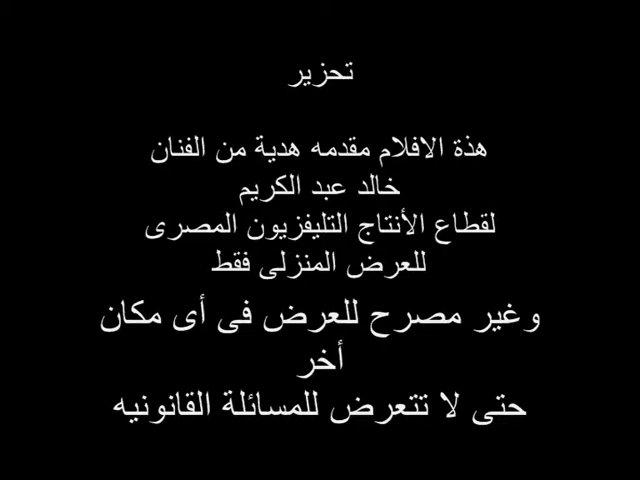 تحزير
هذة الافلام مقدمه هدية من الفنان
خالد عبد الكريم
لقطاع الأنتاج التليفزيون المصرى
للعرض المنزلى فقط
وغير مصرح للعرض فى أى مكان
أخر
حتى لا تتعرض للمسائلة القانونيه